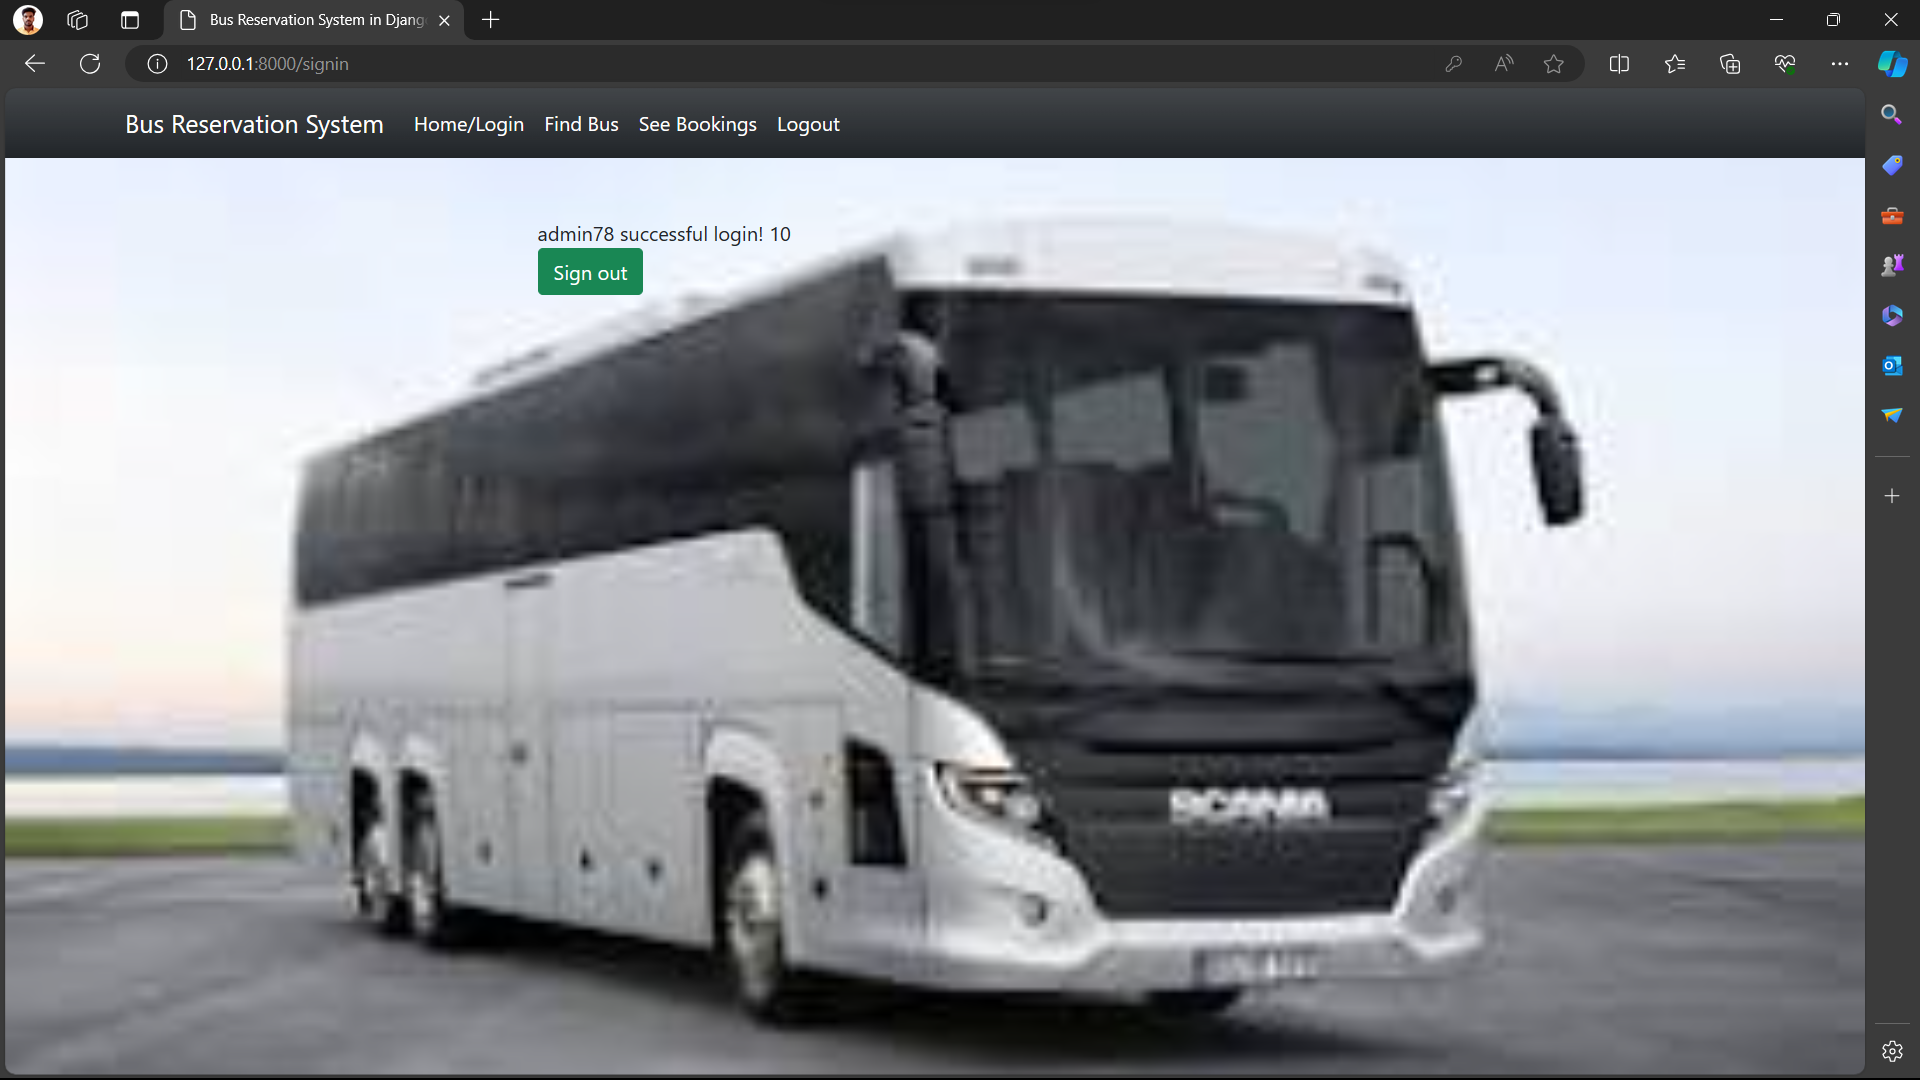 Bus Reservation System in Djang
127.0.0.1:8000/signin
Bus Reservation System Home/Login Find Bus See Bookings Logout
admin78 successful login! 10
Sign out
SCANIA